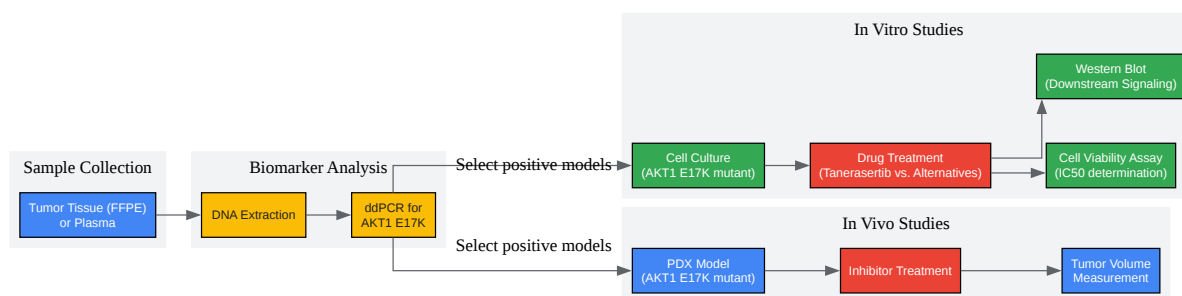 Sample Collection
Tumor Tissue (FFPE)
or Plasma
Biomarker Analysis
DNA Extraction
ddPCR for
AKT1 E17K
Select positive models
Select positive models
In Vitro Studies
Cell Culture
(AKT1 E17K mutant)
Drug Treatment
(Tanerasertib vs. Alternatives)
Western Blot
(Downstream Signaling)
Cell Viability Assay
(IC50 determination)
In Vivo Studies
PDX Model
(AKT1 E17K mutant)
Inhibitor Treatment
Tumor Volume
Measurement